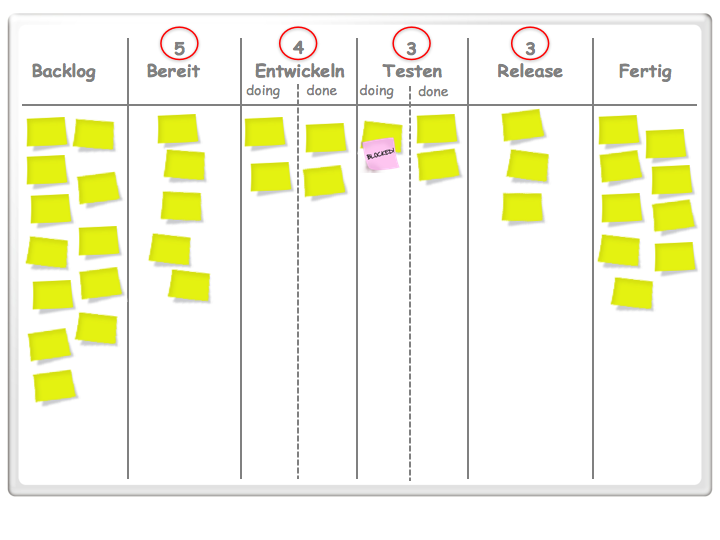 5 4 3 3
Backlog Bereit Entwickeln Testen Release Fertig
doing done doing done
BLOCKED!